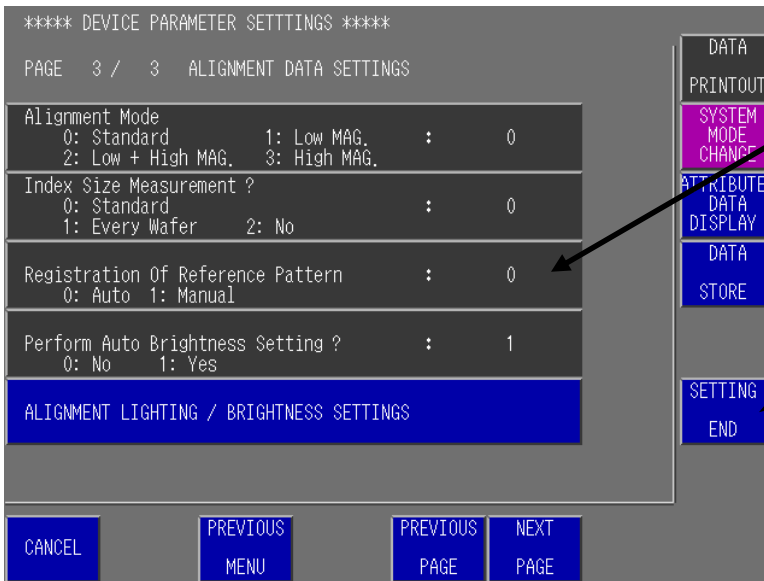 ***** DEVICE PARAMETER SETTTINGS *****
PAGE 3 / 3 ALIGNMENT DATA SETTINGS
Alignment Mode
0: Standard 1: Low MAG. : 0
2: Low + High MAG. 3: High MAG.
Index Size Measurement ?
0: Standard : 0
1: Every Wafer 2: No
Registration Of Reference Pattern : 0
0: Auto 1: Manual
Perform Auto Brightness Setting ? : 1
0: No 1: Yes
ALIGNMENT LIGHTING / BRIGHTNESS SETTINGS
DATA
PRINTOUT
SYSTEM
MODE
CHANGE
ATTRIBUTE
DATA
DISPLAY
DATA
STORE
SETTING
END
CANCEL
PREVIOUS
MENU
PREVIOUS
PAGE
NEXT
PAGE